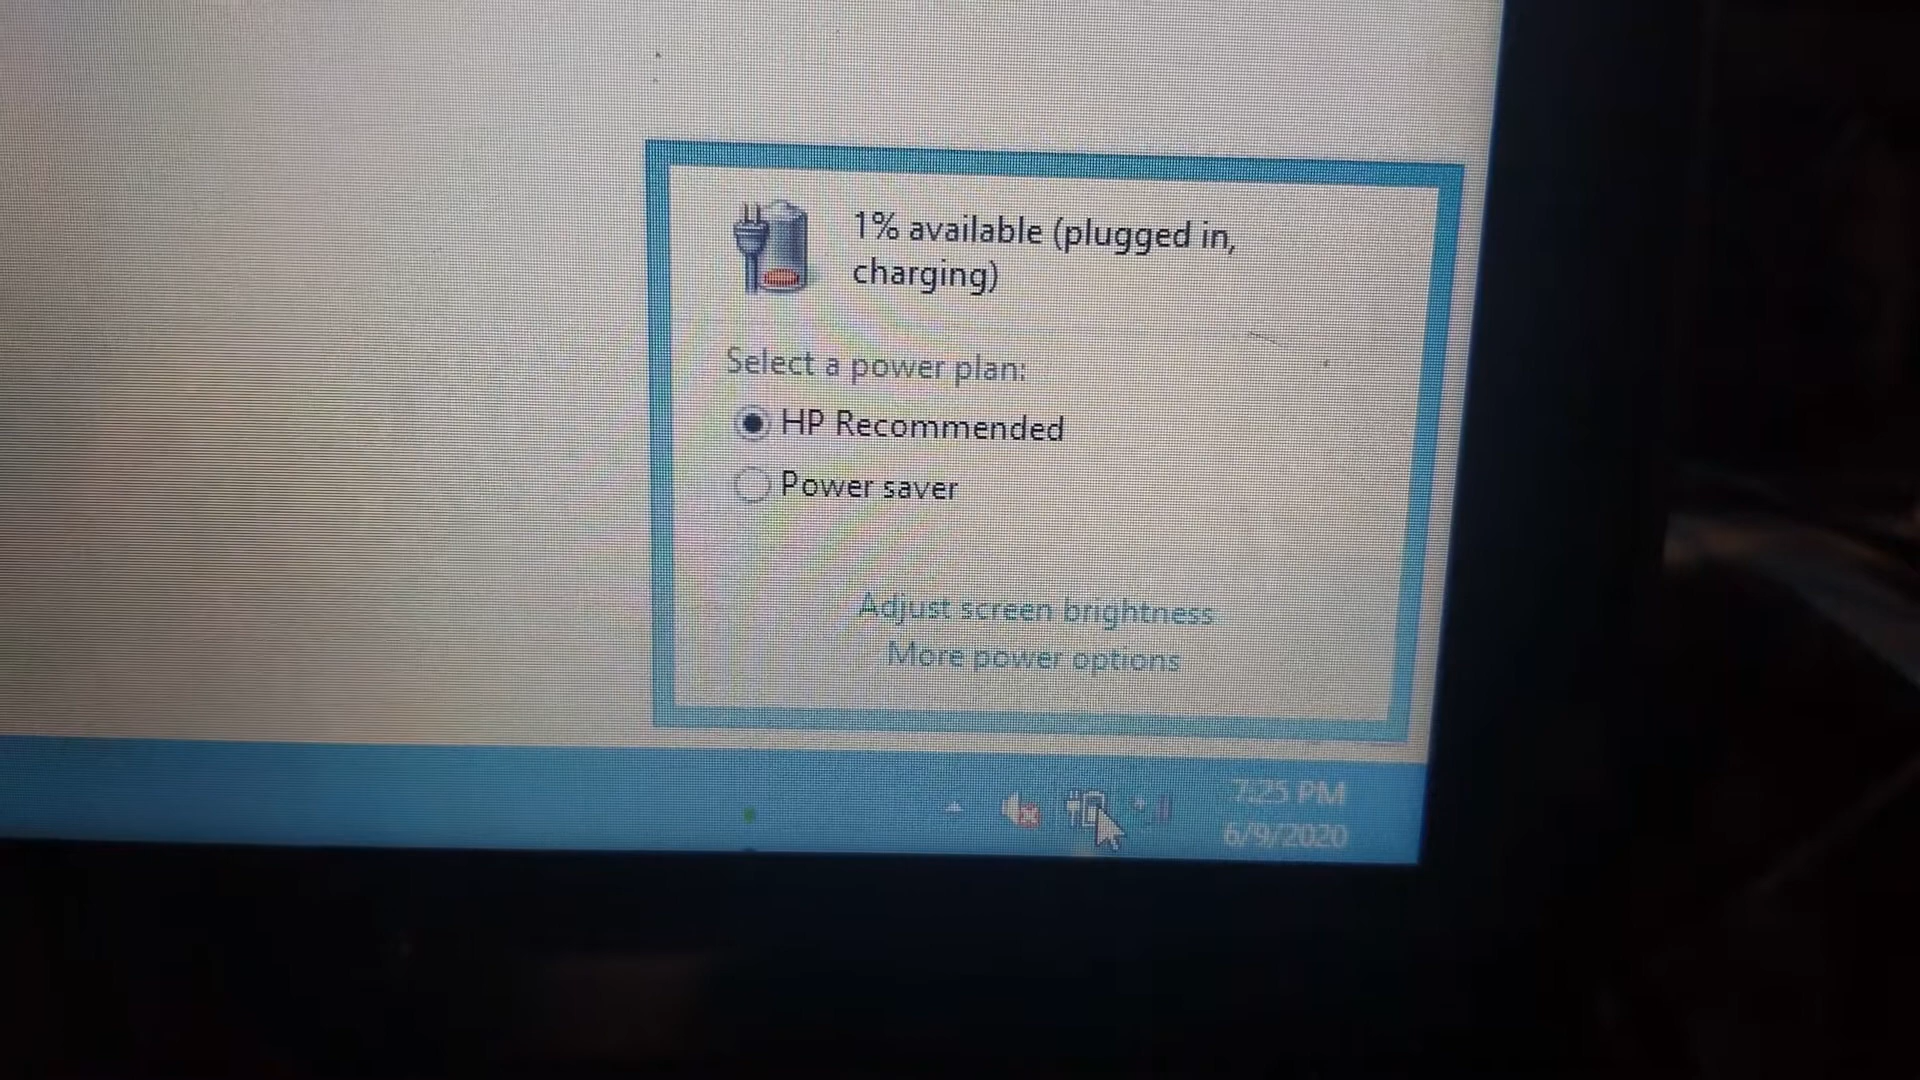 1% available (plugged in,
charging)
Select a power plan:
HP Recommended
Power saver
Adjust screen brightness
More power options
7:25 PM
6/9/2020